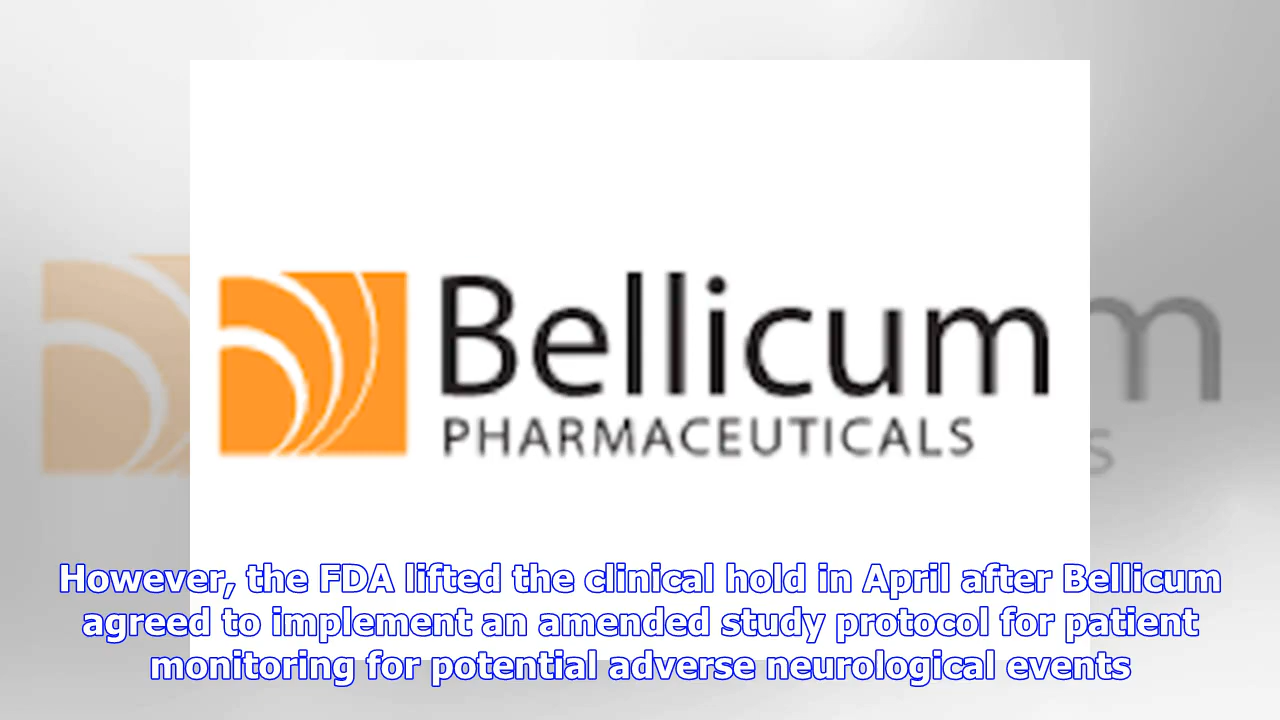 Bellicum
PHARMACEUTICALS
However, the FDA lifted the clinical hold in April after Bellicum
agreed to implement an amended study protocol for patient
monitoring for potential adverse neurological events